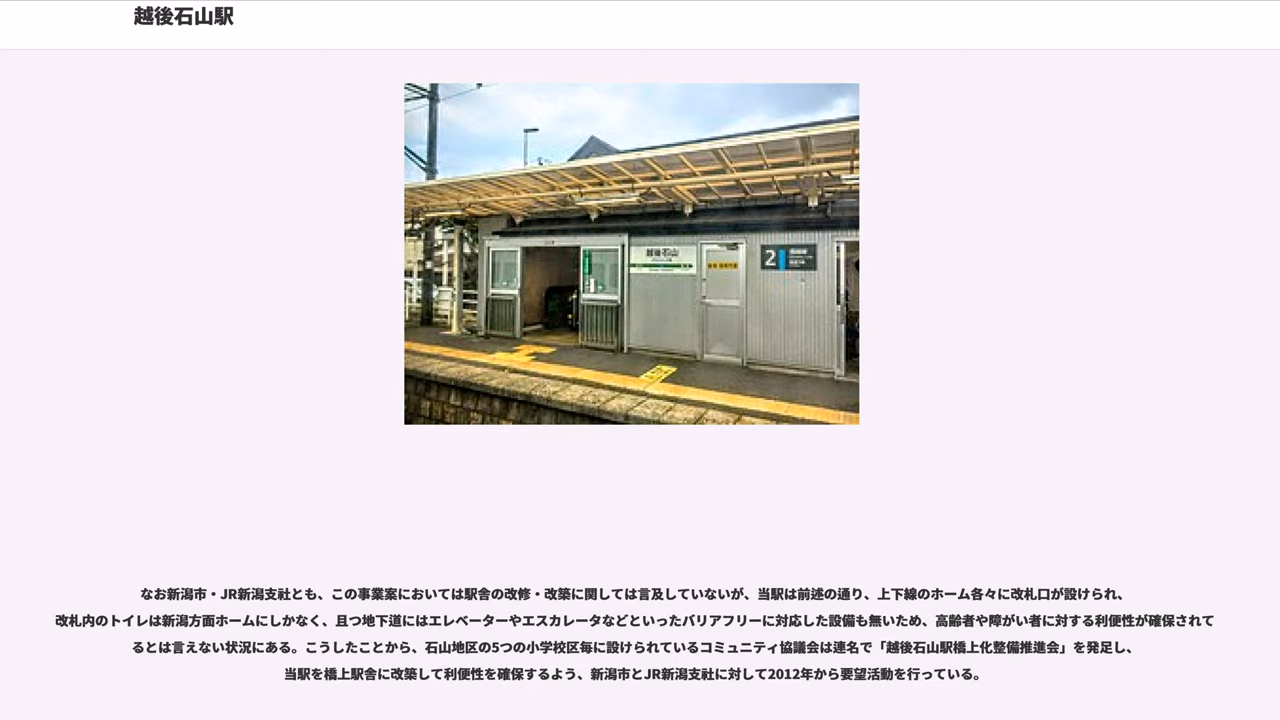 越後石山駅
越後石山
2
なお新潟市・JR新潟支社とも、この事業案においては駅舎の改修・改築に関しては言及していないが、当駅は前述の通り、上下線のホーム各々に改札口が設けられ、
改札内のトイレは新潟方面ホームにしかなく、且つ地下道にはエレベーターやエスカレータなどといったバリアフリーに対応した設備も無いため、高齢者や障がい者に対する利便性が確保されて
るとは言えない状況にある。こうしたことから、石山地区の5つの小学校区毎に設けられているコミュニティ協議会は連名で「越後石山駅橋上化整備推進会」を発足し、
当駅を橋上駅舎に改築して利便性を確保するよう、新潟市とJR新潟支社に対して2012年から要望活動を行っている。